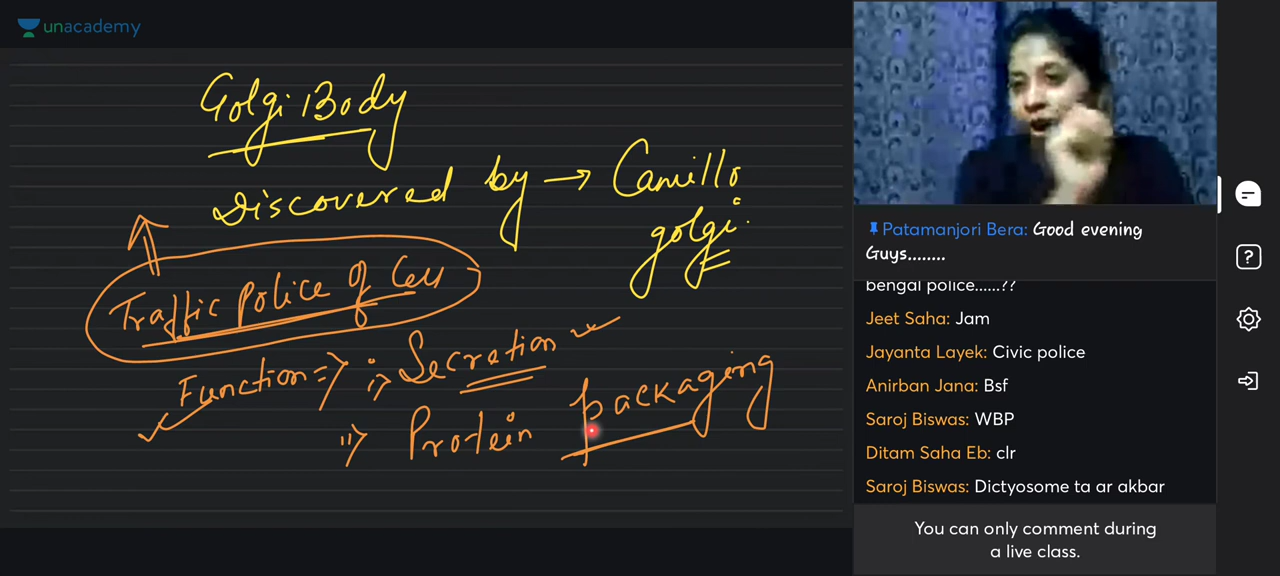 unacademy
Golgi Body
Discovered by → Camillo
golgi.
Traffic police of Cell
Function ⇒ i) Secretion
ii) Protein packaging
Patamanjori Bera: Good evening
Guys........
bengal police......??
Jeet Saha: Jam
Jayanta Layek: Civic police
Anirban Jana: Bsf
Saroj Biswas: WBP
Ditam Saha Eb: clr
Saroj Biswas: Dictyosome ta ar akbar
You can only comment during
a live class.